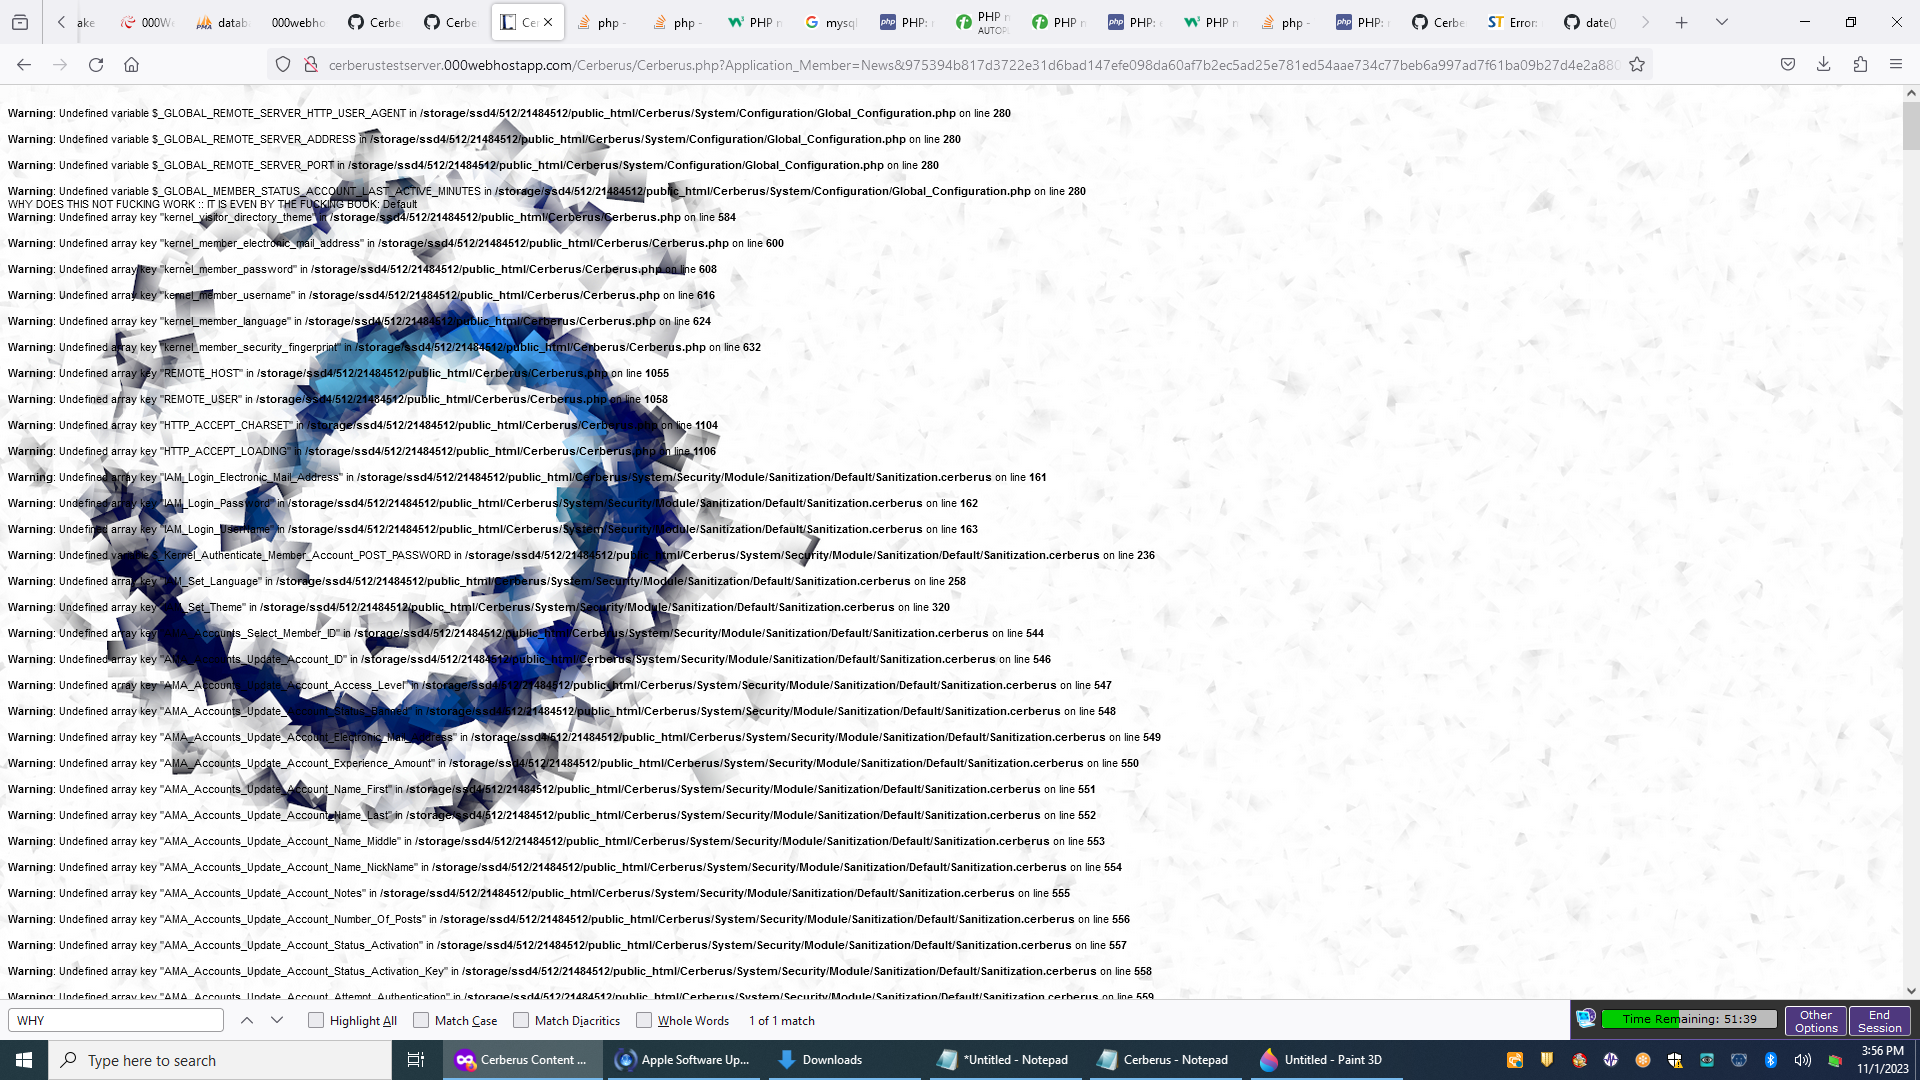 ake
000W
datab
000webho
Cerbe
Cerbe
Cer
php -
php -
PHP n
mysql
PHP:
PHP n
AUTOPL
PHP n
PHP:
PHP n
php -
PHP:
Cerbe
Error:
date()
cerberustestserver.000webhostapp.com/Cerberus/Cerberus.php?Application_Member=News&975394b817d3722e31d6bad147efe098da60af7b2ec5ad25e781ed54aae734c77beb6a997ad7f61ba09b27d4e2a880
Warning: Undefined variable $_GLOBAL_REMOTE_SERVER_HTTP_USER_AGENT in /storage/ssd4/512/21484512/public_html/Cerberus/System/Configuration/Global_Configuration.php on line 280
Warning: Undefined variable $_GLOBAL_REMOTE_SERVER_ADDRESS in /storage/ssd4/512/21484512/public_html/Cerberus/System/Configuration/Global_Configuration.php on line 280
Warning: Undefined variable $_GLOBAL_REMOTE_SERVER_PORT in /storage/ssd4/512/21484512/public_html/Cerberus/System/Configuration/Global_Configuration.php on line 280
Warning: Undefined variable $_GLOBAL_MEMBER_STATUS_ACCOUNT_LAST_ACTIVE_MINUTES in /storage/ssd4/512/21484512/public_html/Cerberus/System/Configuration/Global_Configuration.php on line 280
WHY DOES THIS NOT FUCKING WORK :: IT IS EVEN BY THE FUCKING BOOK: Default
Warning: Undefined array key "kernel_visitor_directory_theme" in /storage/ssd4/512/21484512/public_html/Cerberus/Cerberus.php on line 584
Warning: Undefined array key "kernel_member_electronic_mail_address" in /storage/ssd4/512/21484512/public_html/Cerberus/Cerberus.php on line 600
Warning: Undefined array key "kernel_member_password" in /storage/ssd4/512/21484512/public_html/Cerberus/Cerberus.php on line 608
Warning: Undefined array key "kernel_member_username" in /storage/ssd4/512/21484512/public_html/Cerberus/Cerberus.php on line 616
Warning: Undefined array key "kernel_member_language" in /storage/ssd4/512/21484512/public_html/Cerberus/Cerberus.php on line 624
Warning: Undefined array key "kernel_member_security_fingerprint" in /storage/ssd4/512/21484512/public_html/Cerberus/Cerberus.php on line 632
Warning: Undefined array key "REMOTE_HOST" in /storage/ssd4/512/21484512/public_html/Cerberus/Cerberus.php on line 1055
Warning: Undefined array key "REMOTE_USER" in /storage/ssd4/512/21484512/public_html/Cerberus/Cerberus.php on line 1058
Warning: Undefined array key "HTTP_ACCEPT_CHARSET" in /storage/ssd4/512/21484512/public_html/Cerberus/Cerberus.php on line 1104
Warning: Undefined array key "HTTP_ACCEPT_LOADING" in /storage/ssd4/512/21484512/public_html/Cerberus/Cerberus.php on line 1106
Warning: Undefined array key "IAM_Login_Electronic_Mail_Address" in /storage/ssd4/512/21484512/public_html/Cerberus/System/Security/Module/Sanitization/Default/Sanitization.cerberus on line 161
Warning: Undefined array key "IAM_Login_Password" in /storage/ssd4/512/21484512/public_html/Cerberus/System/Security/Module/Sanitization/Default/Sanitization.cerberus on line 162
Warning: Undefined array key "IAM_Login_Username" in /storage/ssd4/512/21484512/public_html/Cerberus/System/Security/Module/Sanitization/Default/Sanitization.cerberus on line 163
Warning: Undefined variable $_Kernel_Authenticate_Member_Account_POST_PASSWORD in /storage/ssd4/512/21484512/public_html/Cerberus/System/Security/Module/Sanitization/Default/Sanitization.cerberus on line 236
Warning: Undefined array key "IAM_Set_Language" in /storage/ssd4/512/21484512/public_html/Cerberus/System/Security/Module/Sanitization/Default/Sanitization.cerberus on line 258
Warning: Undefined array key "IAM_Set_Theme" in /storage/ssd4/512/21484512/public_html/Cerberus/System/Security/Module/Sanitization/Default/Sanitization.cerberus on line 320
Warning: Undefined array key "AMA_Accounts_Select_Member_ID" in /storage/ssd4/512/21484512/public_html/Cerberus/System/Security/Module/Sanitization/Default/Sanitization.cerberus on line 544
Warning: Undefined array key "AMA_Accounts_Update_Account_ID" in /storage/ssd4/512/21484512/public_html/Cerberus/System/Security/Module/Sanitization/Default/Sanitization.cerberus on line 546
Warning: Undefined array key "AMA_Accounts_Update_Account_Access_Level" in /storage/ssd4/512/21484512/public_html/Cerberus/System/Security/Module/Sanitization/Default/Sanitization.cerberus on line 547
Warning: Undefined array key "AMA_Accounts_Update_Account_Status_Banned" in /storage/ssd4/512/21484512/public_html/Cerberus/System/Security/Module/Sanitization/Default/Sanitization.cerberus on line 548
Warning: Undefined array key "AMA_Accounts_Update_Account_Electronic_Mail_Address" in /storage/ssd4/512/21484512/public_html/Cerberus/System/Security/Module/Sanitization/Default/Sanitization.cerberus on line 549
Warning: Undefined array key "AMA_Accounts_Update_Account_Experience_Amount" in /storage/ssd4/512/21484512/public_html/Cerberus/System/Security/Module/Sanitization/Default/Sanitization.cerberus on line 550
Warning: Undefined array key "AMA_Accounts_Update_Account_Name_First" in /storage/ssd4/512/21484512/public_html/Cerberus/System/Security/Module/Sanitization/Default/Sanitization.cerberus on line 551
Warning: Undefined array key "AMA_Accounts_Update_Account_Name_Last" in /storage/ssd4/512/21484512/public_html/Cerberus/System/Security/Module/Sanitization/Default/Sanitization.cerberus on line 552
Warning: Undefined array key "AMA_Accounts_Update_Account_Name_Middle" in /storage/ssd4/512/21484512/public_html/Cerberus/System/Security/Module/Sanitization/Default/Sanitization.cerberus on line 553
Warning: Undefined array key "AMA_Accounts_Update_Account_Name_NickName" in /storage/ssd4/512/21484512/public_html/Cerberus/System/Security/Module/Sanitization/Default/Sanitization.cerberus on line 554
Warning: Undefined array key "AMA_Accounts_Update_Account_Notes" in /storage/ssd4/512/21484512/public_html/Cerberus/System/Security/Module/Sanitization/Default/Sanitization.cerberus on line 555
Warning: Undefined array key "AMA_Accounts_Update_Account_Number_Of_Posts" in /storage/ssd4/512/21484512/public_html/Cerberus/System/Security/Module/Sanitization/Default/Sanitization.cerberus on line 556
Warning: Undefined array key "AMA_Accounts_Update_Account_Status_Activation" in /storage/ssd4/512/21484512/public_html/Cerberus/System/Security/Module/Sanitization/Default/Sanitization.cerberus on line 557
Warning: Undefined array key "AMA_Accounts_Update_Account_Status_Activation_Key" in /storage/ssd4/512/21484512/public_html/Cerberus/System/Security/Module/Sanitization/Default/Sanitization.cerberus on line 558
Warning: Undefined array key "AMA_Accounts_Update_Account_Attempt_Authentication" in /storage/ssd4/512/21484512/public_html/Cerberus/System/Security/Module/Sanitization/Default/Sanitization.cerberus on line 559
WHY Highlight All Match Case Match Diacritics Whole Words 1 of 1 match
Time Remaining: 51:39
Other Options
End Session
Type here to search
Cerberus Content ...
Apple Software Up...
Downloads
*Untitled - Notepad
Cerberus - Notepad
Untitled - Paint 3D
3:56 PM
11/1/2023